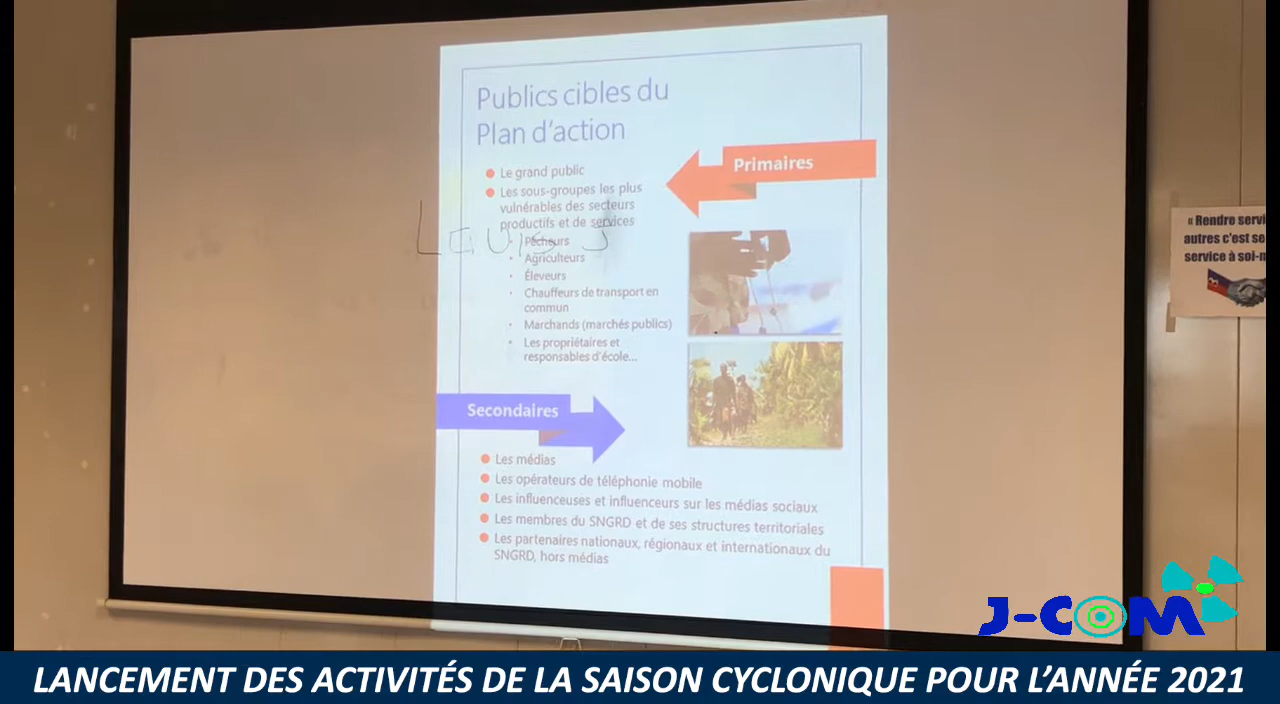 Publics cibles du
Plan d'action
Primaires
Le grand public
Les sous-groupes les plus
vulnérables des secteurs
productifs et de services
Pêcheurs
Agriculteurs
Éleveurs
Chauffeurs de transport en
commun
Marchands (marchés publics)
Les propriétaires et
responsables d'école...
Secondaires
Les médias
Les opérateurs de téléphonie mobile
Les influenceuses et influenceurs sur les médias sociaux
Les membres du SNGRD et de ses structures territoriales
Les partenaires nationaux, régionaux et internationaux du
SNGRD, hors médias
« Rendre servi
autres c'est se
service à soi-m
J-COM
LANCEMENT DES ACTIVITÉS DE LA SAISON CYCLONIQUE POUR L'ANNÉE 2021